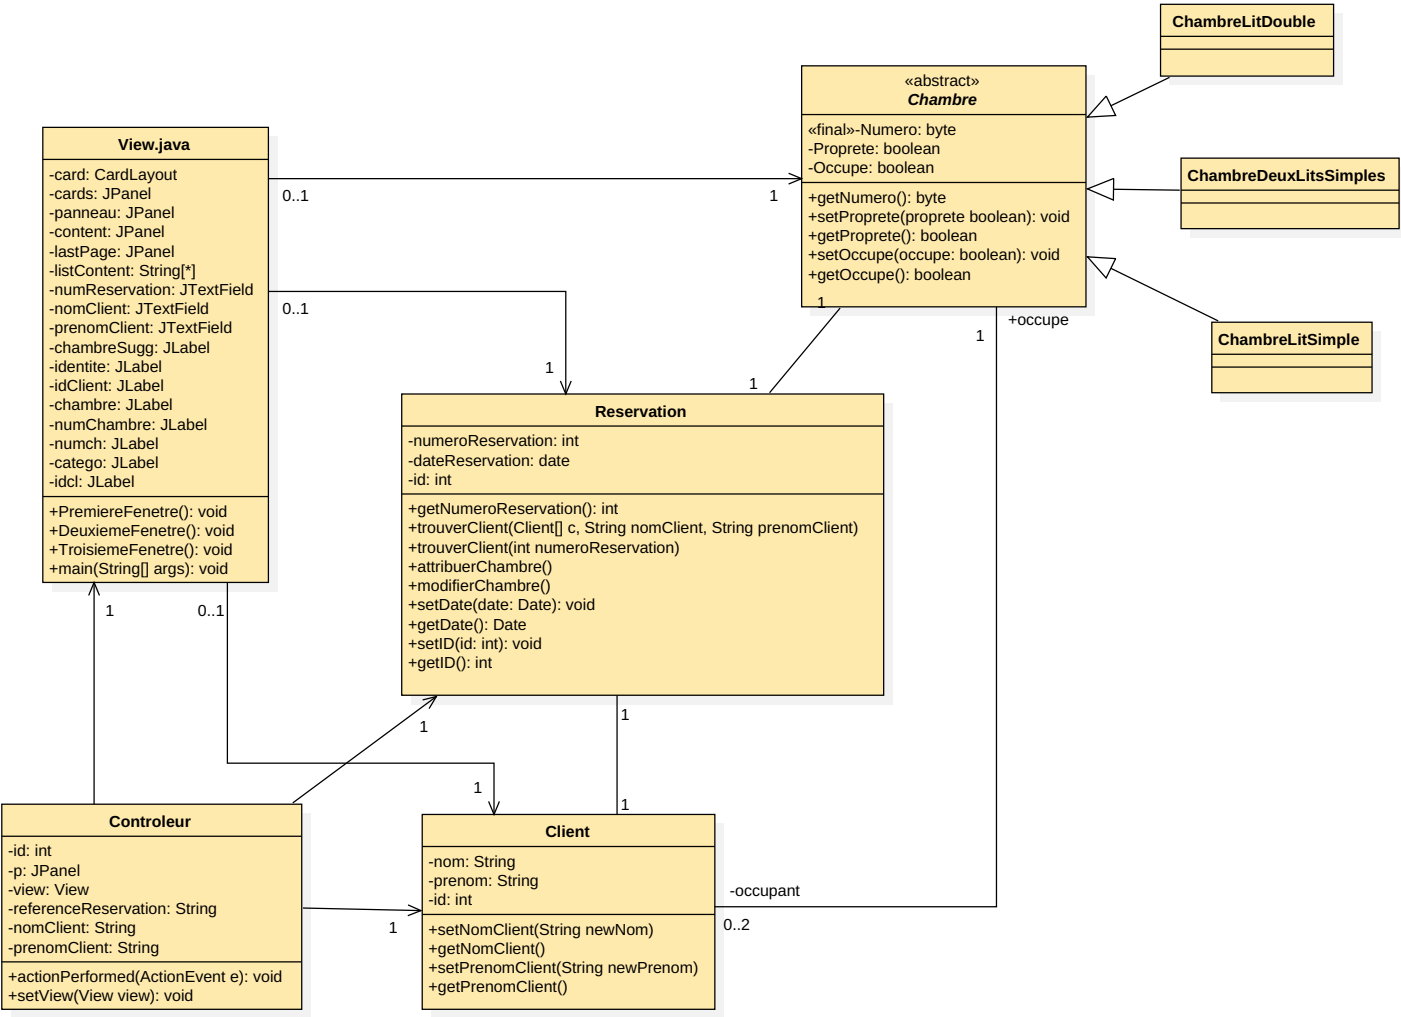 ChambreLitDouble
«abstract»
Chambre
«final»-Numero: byte
-Proprete: boolean
-Occupe: boolean
+getNumero(): byte
+setProprete(proprete boolean): void
+getProprete(): boolean
+setOccupe(occupe: boolean): void
+getOccupe(): boolean
ChambreDeuxLitsSimples
ChambreLitSimple
View.java
-card: CardLayout
-cards: JPanel
-panneau: JPanel
-content: JPanel
-lastPage: JPanel
-listContent: String[*]
-numReservation: JTextField
-nomClient: JTextField
-prenomClient: JTextField
-chambreSugg: JLabel
-identite: JLabel
-idClient: JLabel
-chambre: JLabel
-numChambre: JLabel
-numch: JLabel
-catego: JLabel
-idcl: JLabel
+PremiereFenetre(): void
+DeuxiemeFenetre(): void
+TroisiemeFenetre(): void
+main(String[] args): void
0..1
1
0..1
1
1
1
+occupe
1
Reservation
-numeroReservation: int
-dateReservation: date
-id: int
+getNumeroReservation(): int
+trouverClient(Client[] c, String nomClient, String prenomClient)
+trouverClient(int numeroReservation)
+attribuerChambre()
+modifierChambre()
+setDate(date: Date): void
+getDate(): Date
+setID(id: int): void
+getID(): int
1
0..1
1
1
1
1
Controleur
-id: int
-p: JPanel
-view: View
-referenceReservation: String
-nomClient: String
-prenomClient: String
+actionPerformed(ActionEvent e): void
+setView(View view): void
1
Client
-nom: String
-prenom: String
-id: int
+setNomClient(String newNom)
+getNomClient()
+setPrenomClient(String newPrenom)
+getPrenomClient()
-occupant
0..2